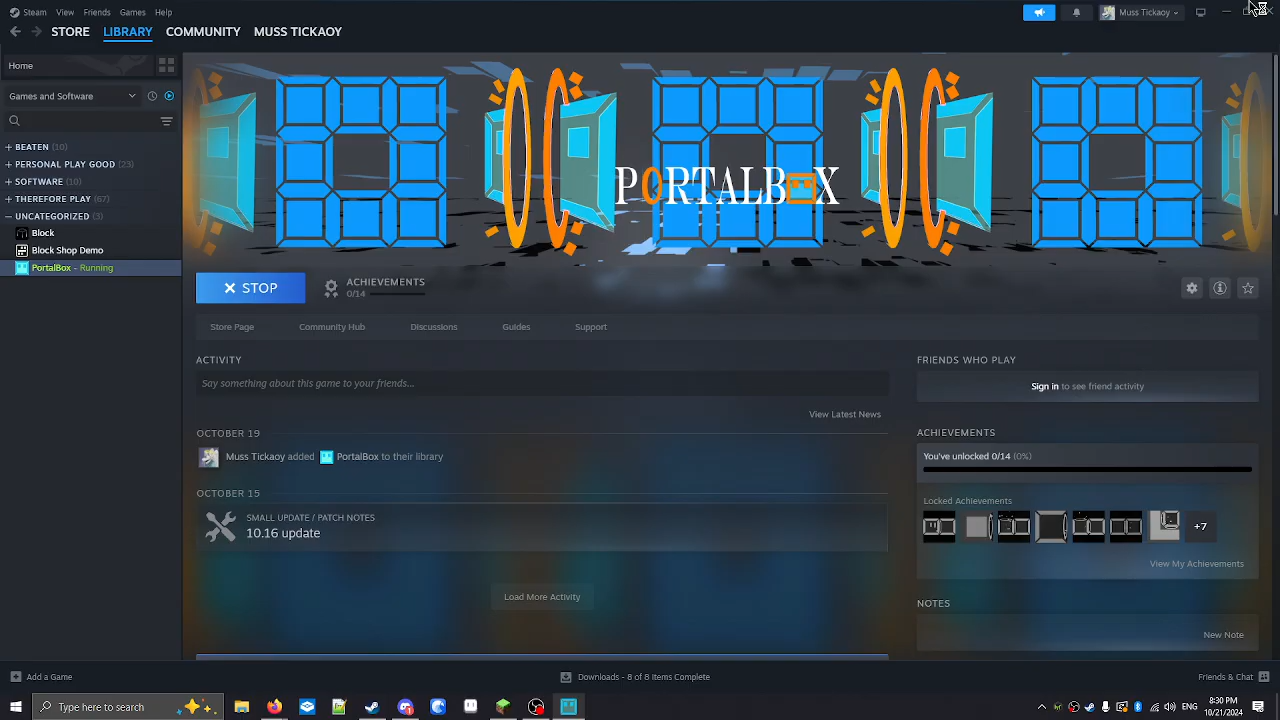 Steam View Friends Games Help
Muss Tickaoy
STORE LIBRARY COMMUNITY MUSS TICKAOY
Home
Games and Software
+ BEATEN (10)
+ PERSONAL PLAY GOOD (23)
+ SOFTWARE (10)
+ WHEREFORE PLAY (67)
– UNCATEGORIZED (3)
Block
Block Shop Demo
PortalBox - Running
PORTALBOX
STOP
ACHIEVEMENTS
0/14
Store Page Community Hub Discussions Guides Support
ACTIVITY
Say something about this game to your friends...
View Latest News
OCTOBER 19
Muss Tickaoy added PortalBox to their library
OCTOBER 15
SMALL UPDATE / PATCH NOTES
10.16 update
Load More Activity
FRIENDS WHO PLAY
Sign in to see friend activity
ACHIEVEMENTS
You've unlocked 0/14 (0%)
Locked Achievements
+7
View My Achievements
NOTES
New Note
Add a Game
Downloads - 8 of 8 Items Complete
Friends & Chat
Type here to search
8:20 PM
10/21/2024